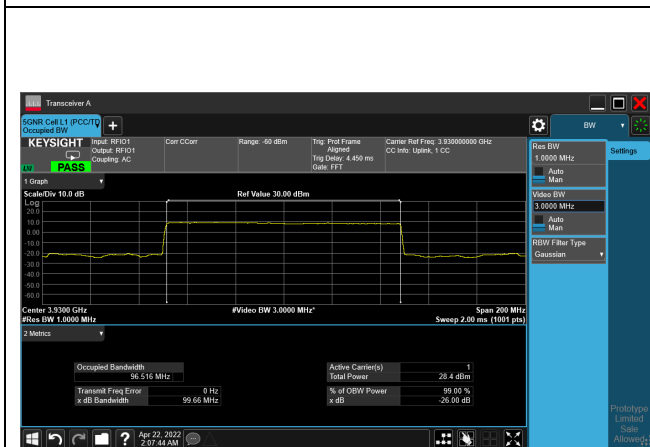 Transceiver A
5GNR Cell L1 (PCC/TD
Occupied BW
BW
KEYSIGHT
PASS
Input: RFIO1
Output: RFIO1
Coupling: AC
Corr CCorr
Range: -60 dBm
Trig: Prot Frame
Aligned
Trig Delay: 4.450 ms
Gate: FFT
Carrier Ref Freq: 3.930000000 GHz
CC Info: Uplink, 1 CC
Res BW
1.0000 MHz
Auto
Man
Video BW
3.0000 MHz
Auto
Man
RBW Filter Type
Gaussian
Settings
1 Graph
Scale/Div 10.0 dB
Ref Value 30.00 dBm
Log
20.0
10.0
0.00
-10.0
-20.0
-30.0
-40.0
-50.0
-60.0
Center 3.9300 GHz
#Video BW 3.0000 MHz*
Span 200 MHz
#Res BW 1.0000 MHz
Sweep 2.00 ms (1001 pts)
2 Metrics
Occupied Bandwidth
96.516 MHz
Active Carrier(s) 1
Total Power 28.4 dBm
Transmit Freq Error 0 Hz
x dB Bandwidth 99.66 MHz
% of OBW Power 99.00 %
x dB -26.00 dB
Prototype
Limited
Sale
Allowed
Apr 22, 2022
2:07:44 AM